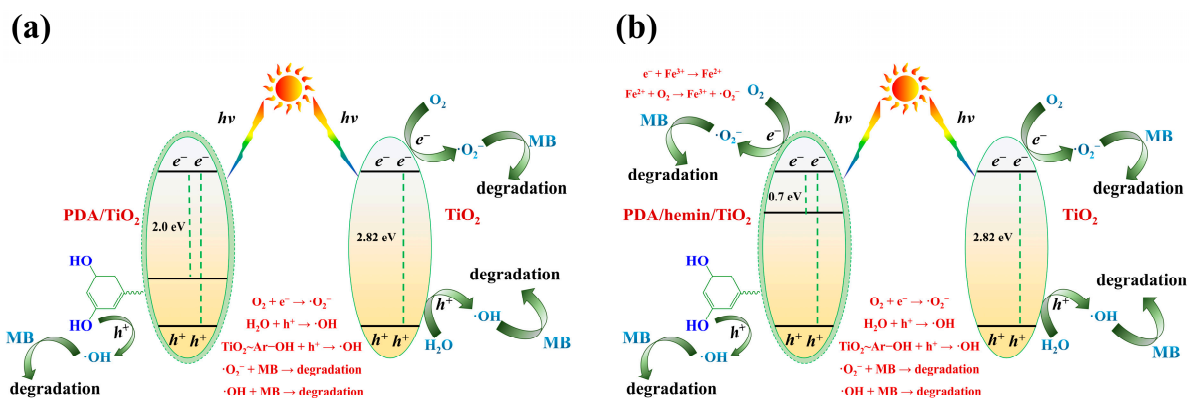 (a)
hν
hν
O₂
e⁻
·O₂⁻
MB
degradation
e⁻ e⁻
e⁻ e⁻
PDA/TiO₂
2.0 eV
2.82 eV
TiO₂
HO
HO
h⁺
MB
·OH
degradation
h⁺ h⁺
h⁺ h⁺
O₂ + e⁻ → ·O₂⁻
H₂O + h⁺ → ·OH
TiO₂~Ar~OH + h⁺ → ·OH
·O₂⁻ + MB → degradation
·OH + MB → degradation
degradation
h⁺
·OH
H₂O
MB
(b)
e⁻ + Fe³⁺ → Fe²⁺
Fe²⁺ + O₂ → Fe³⁺ + ·O₂⁻
O₂
MB
·O₂⁻
e⁻
degradation
hν
hν
O₂
e⁻
·O₂⁻
MB
degradation
e⁻ e⁻
e⁻ e⁻
0.7 eV
PDA/hemin/TiO₂
2.82 eV
TiO₂
HO
HO
h⁺
MB
·OH
degradation
h⁺ h⁺
h⁺ h⁺
O₂ + e⁻ → ·O₂⁻
H₂O + h⁺ → ·OH
TiO₂~Ar~OH + h⁺ → ·OH
·O₂⁻ + MB → degradation
·OH + MB → degradation
degradation
h⁺
·OH
H₂O
MB